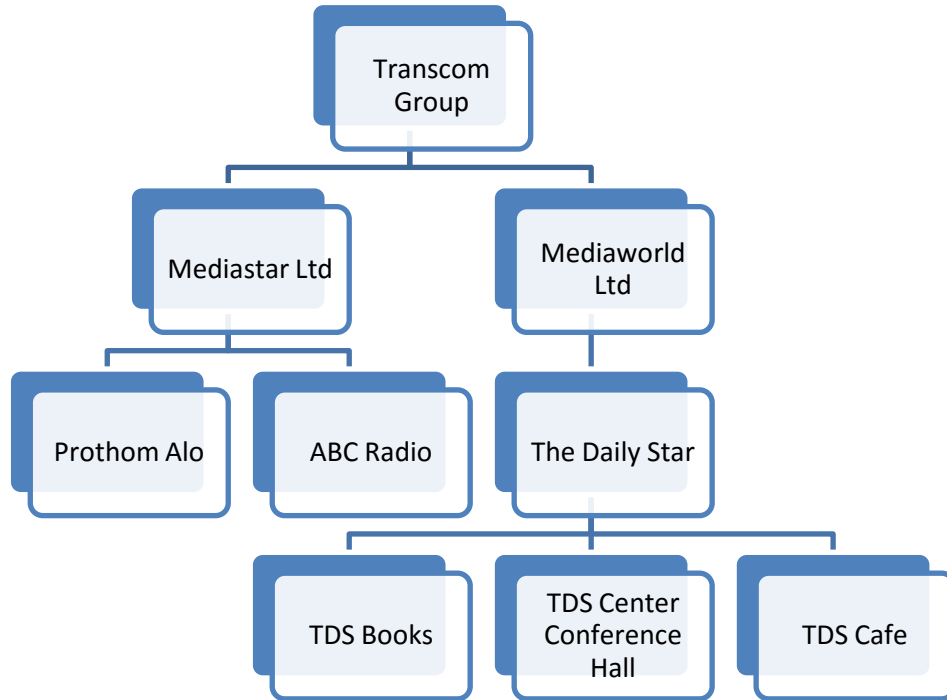 Transcom
Group
Mediastar Ltd
Mediaworld
Ltd
Prothom Alo
ABC Radio
The Daily Star
TDS Books
TDS Center
Conference
Hall
TDS Cafe